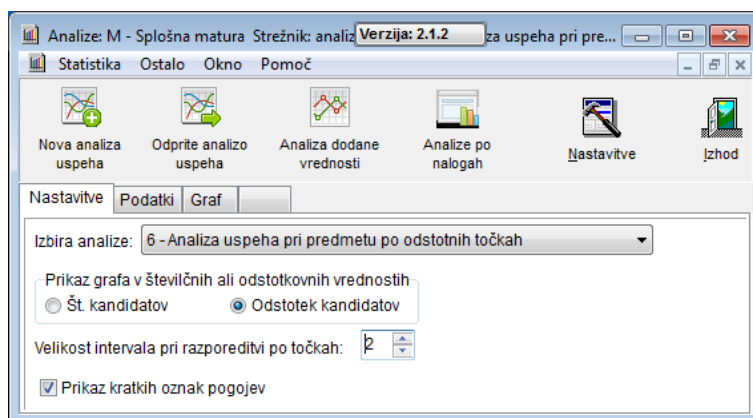 Analize: M - Splošna matura Strežnik: analiz Verzija: 2.1.2 za uspeha pri pre...
Statistika Ostalo Okno Pomoč
Nova analiza uspeha
Odprite analizo uspeha
Analiza dodane vrednosti
Analize po nalogah
Nastavitve
Izhod
Nastavitve Podatki Graf
Izbira analize: 6 - Analiza uspeha pri predmetu po odstotnih točkah
Prikaz grafa v številčnih ali odstotkovnih vrednostih
Št. kandidatov Odstotek kandidatov
Velikost intervala pri razporeditvi po točkah: 2
Prikaz kratkih oznak pogojev